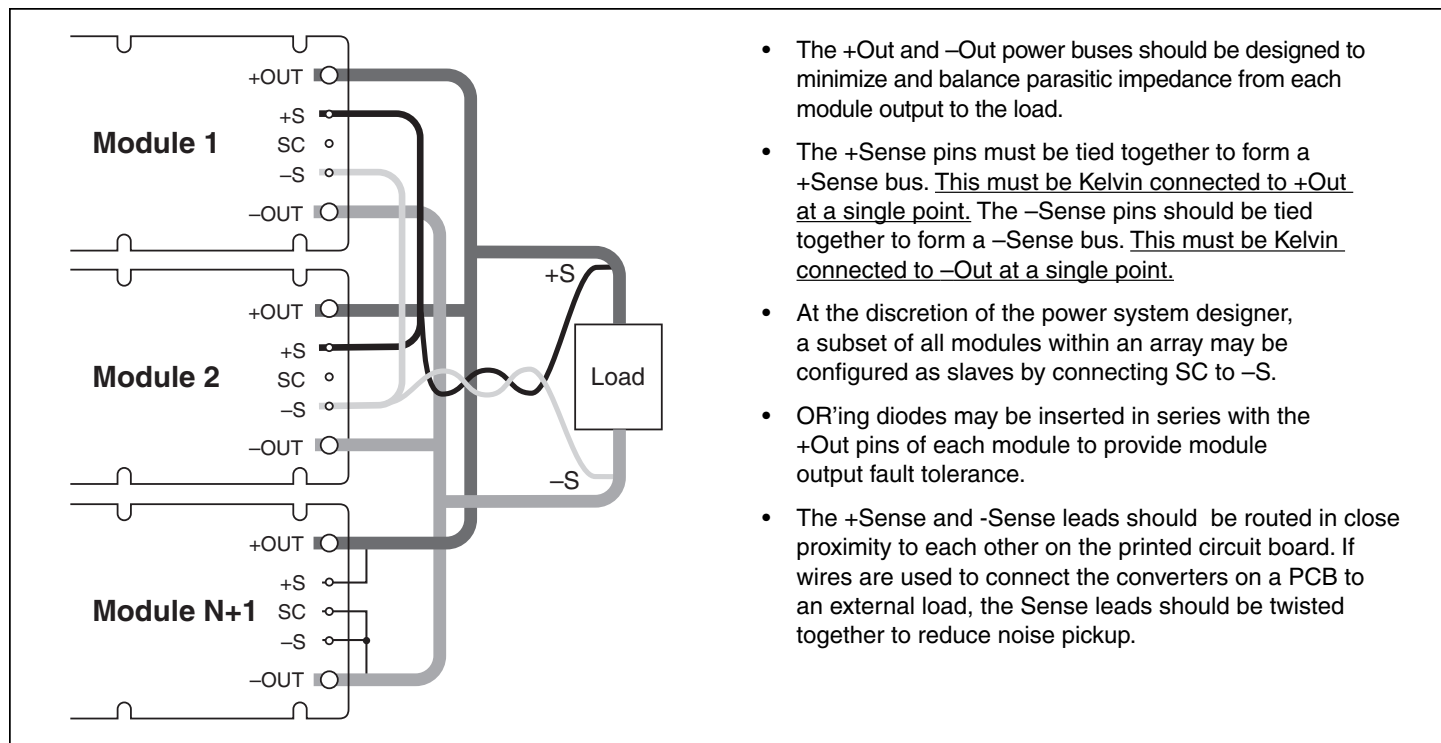 +OUT
+S
Module 1
SC
–S
–OUT
+OUT
+S
Module 2
SC
–S
–OUT
+OUT
+S
Module N+1
SC
–S
–OUT
+S
Load
–S
• The +Out and –Out power buses should be designed to
minimize and balance parasitic impedance from each
module output to the load.
• The +Sense pins must be tied together to form a
+Sense bus. This must be Kelvin connected to +Out
at a single point. The –Sense pins should be tied
together to form a –Sense bus. This must be Kelvin
connected to –Out at a single point.
• At the discretion of the power system designer,
a subset of all modules within an array may be
configured as slaves by connecting SC to –S.
• OR'ing diodes may be inserted in series with the
+Out pins of each module to provide module
output fault tolerance.
• The +Sense and -Sense leads should be routed in close
proximity to each other on the printed circuit board. If
wires are used to connect the converters on a PCB to
an external load, the Sense leads should be twisted
together to reduce noise pickup.